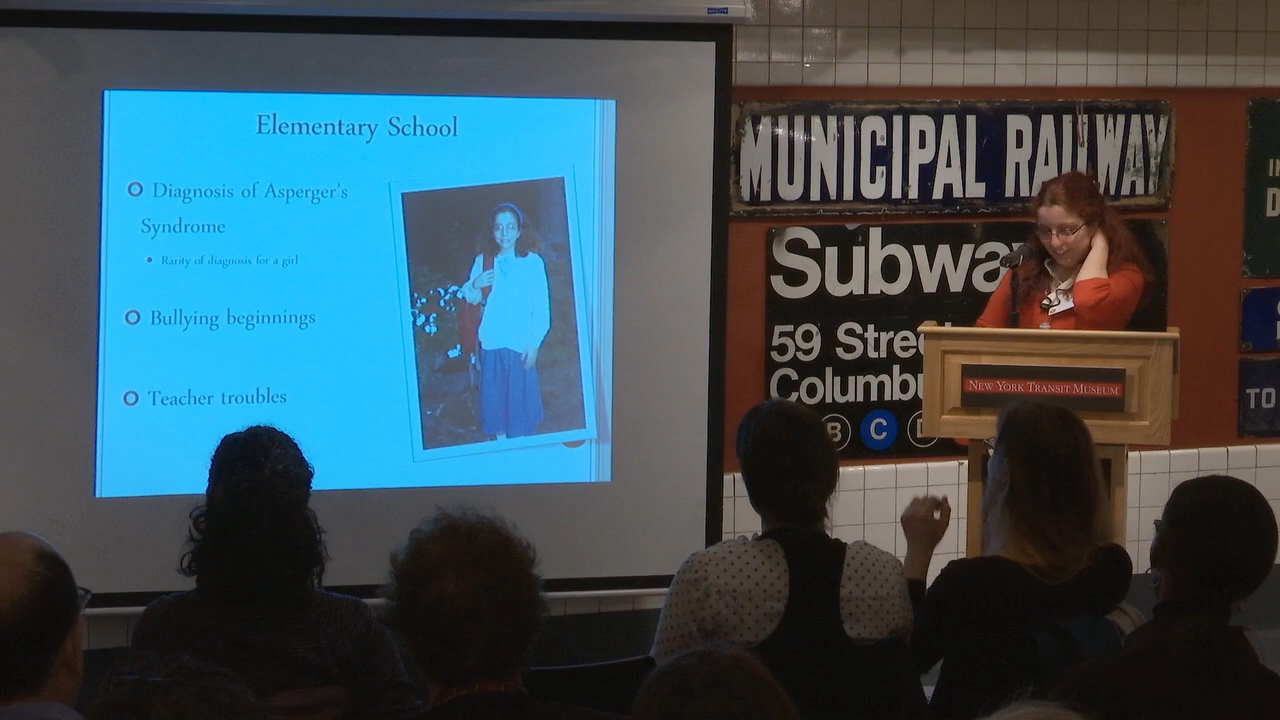 Elementary School
Diagnosis of Asperger's
Syndrome
Rarity of diagnosis for a girl
Bullying beginnings
Teacher troubles
MUNICIPAL RAILWAY
Subwa
59 Stree
Columbu
B C D
NEW YORK TRANSIT MUSEUM
TO